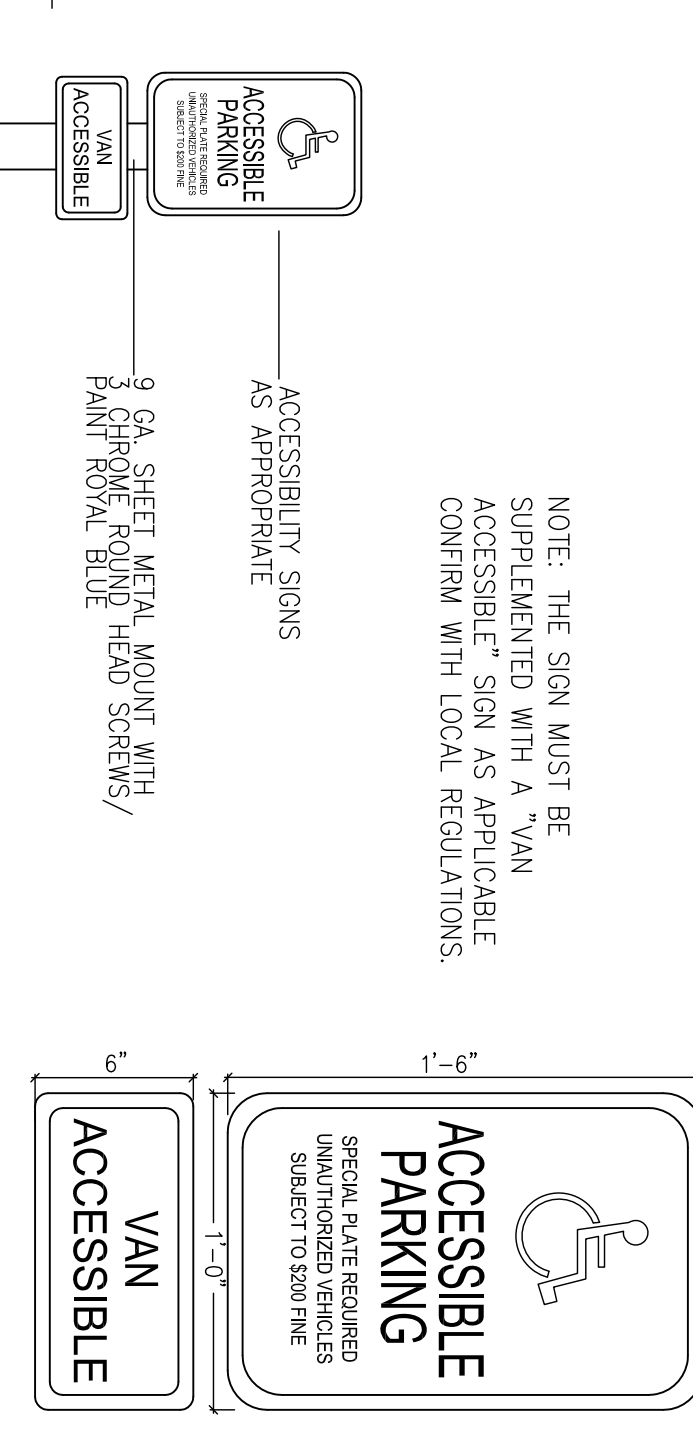 ACCESSIBLE
PARKING
SPECIAL PLATE REQUIRED
UNIAUTHORIZED VEHICLES
SUBJECT TO $200 FINE
VAN
ACCESSIBLE
ACCESSIBILITY SIGNS
AS APPROPRIATE
9 GA. SHEET METAL MOUNT WITH
3 CHROME ROUND HEAD SCREWS/
PAINT ROYAL BLUE
NOTE: THE SIGN MUST BE
SUPPLEMENTED WITH A ”VAN
ACCESSIBLE” SIGN AS APPLICABLE
CONFIRM WITH LOCAL REGULATIONS.
1’-6”
ACCESSIBLE
PARKING
SPECIAL PLATE REQUIRED
UNIAUTHORIZED VEHICLES
SUBJECT TO $200 FINE
1’-0”
6”
VAN
ACCESSIBLE